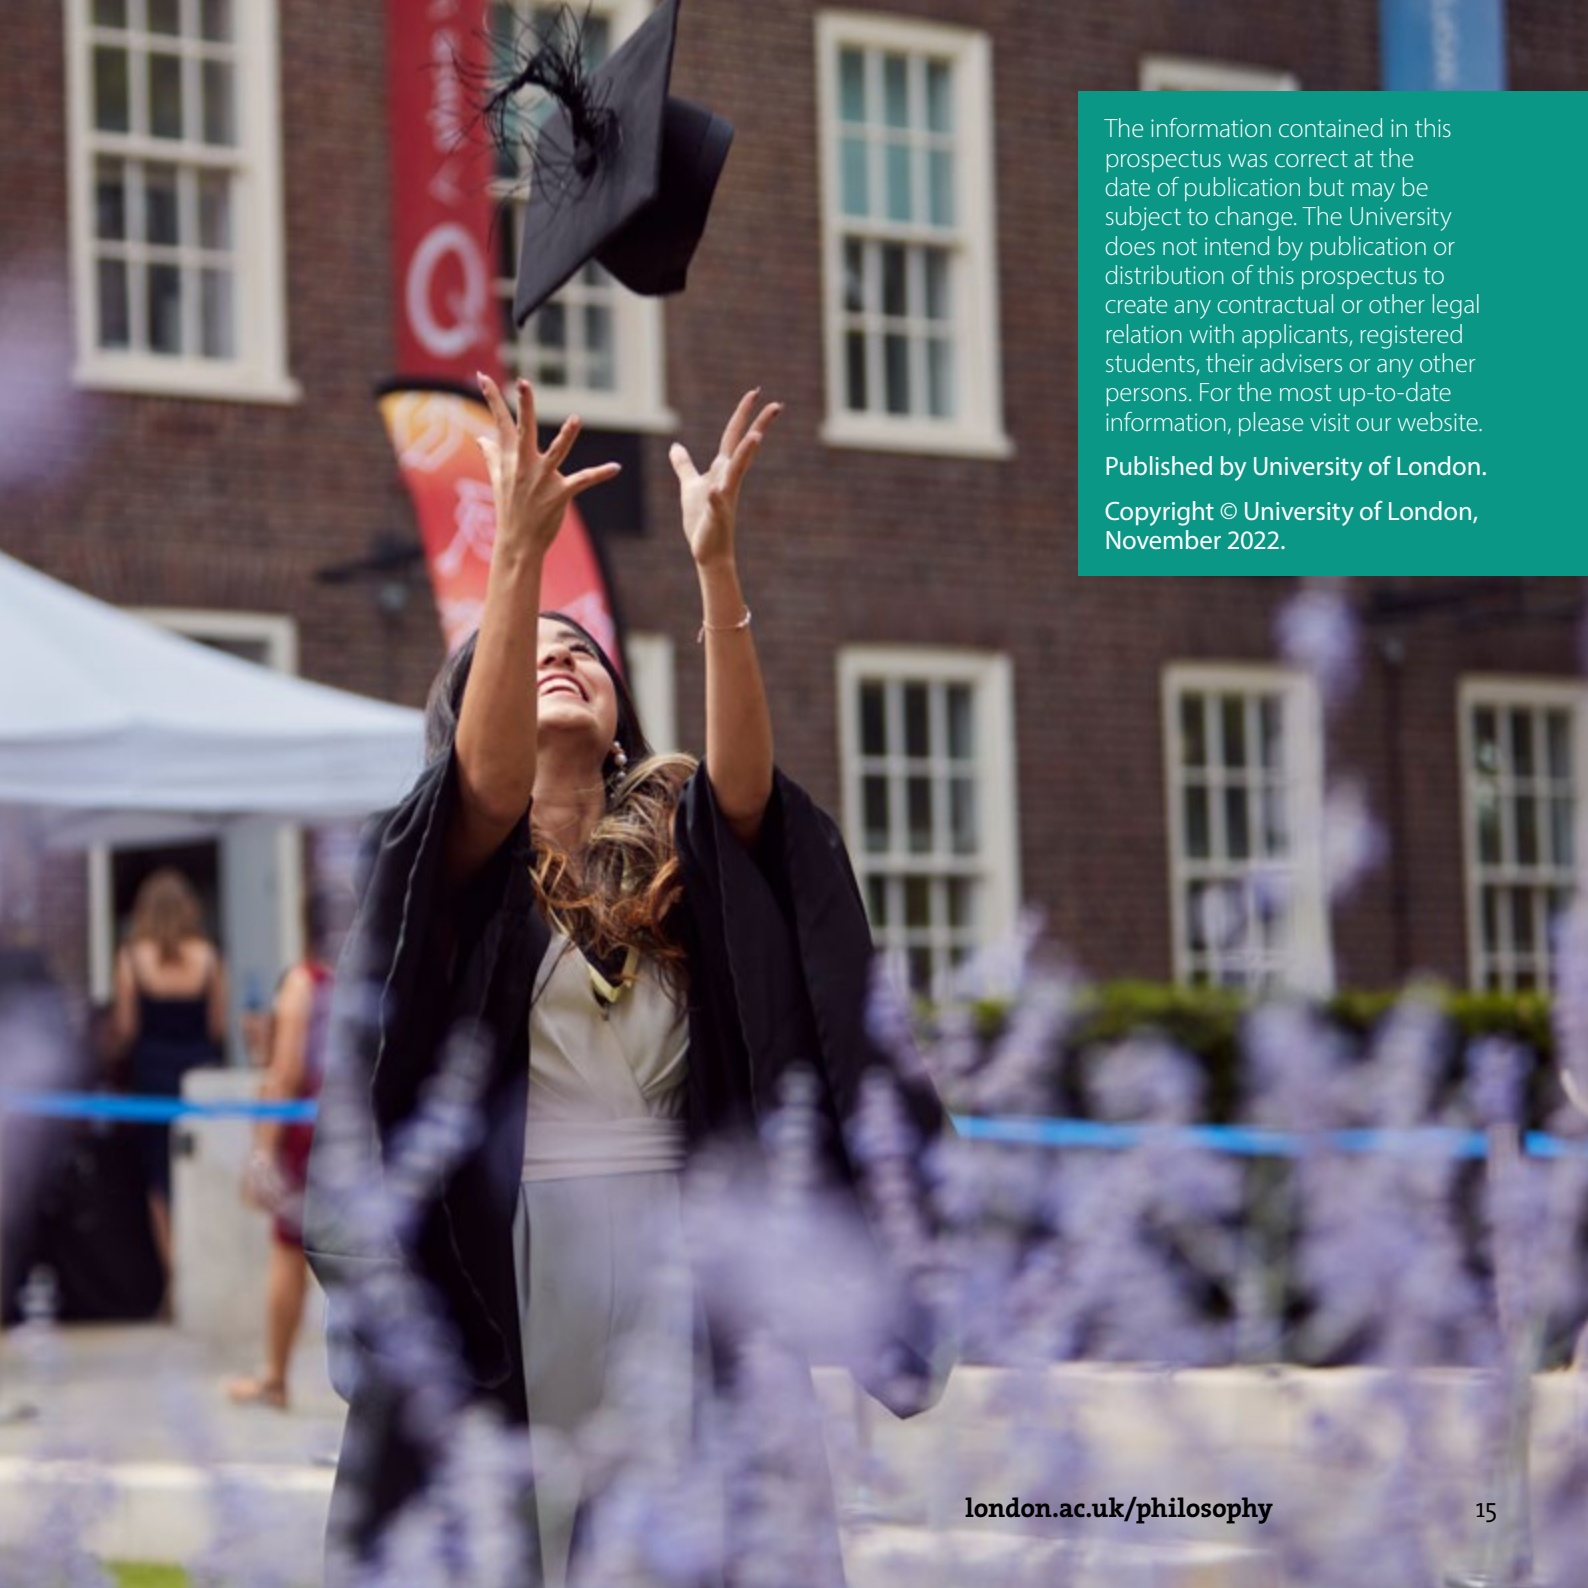 Q
The information contained in this
prospectus was correct at the
date of publication but may be
subject to change. The University
does not intend by publication or
distribution of this prospectus to
create any contractual or other legal
relation with applicants, registered
students, their advisers or any other
persons. For the most up-to-date
information, please visit our website.
Published by University of London.
Copyright © University of London,
November 2022.
london.ac.uk/philosophy
15